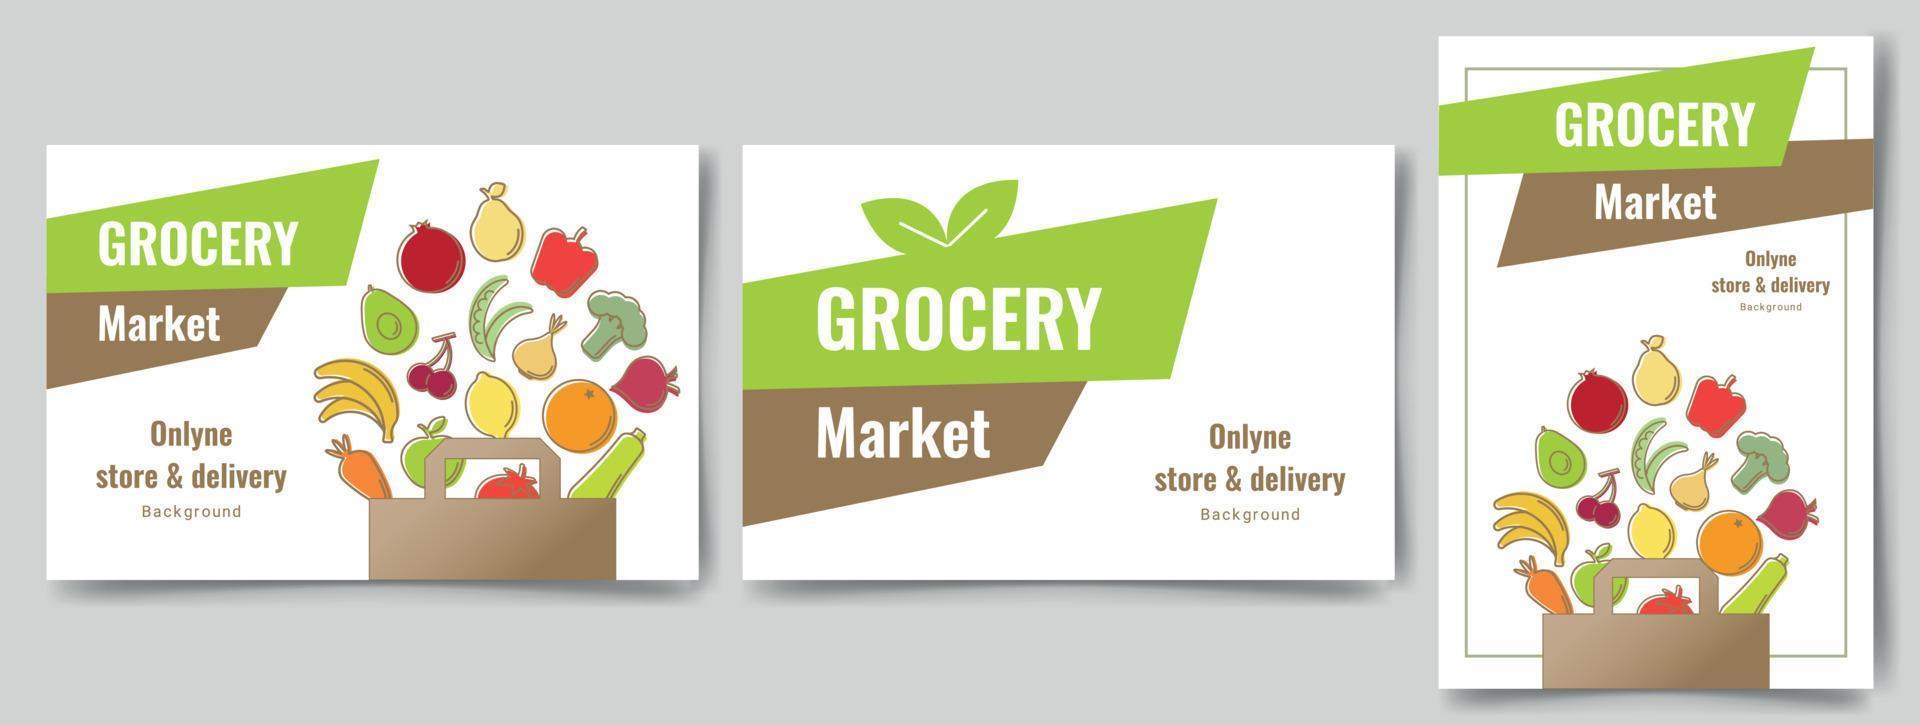 GROCERY
Market
Onlyne
store & delivery
Background
GROCERY
Market
Onlyne
store & delivery
Background
GROCERY
Market
Onlyne
store & delivery
Background